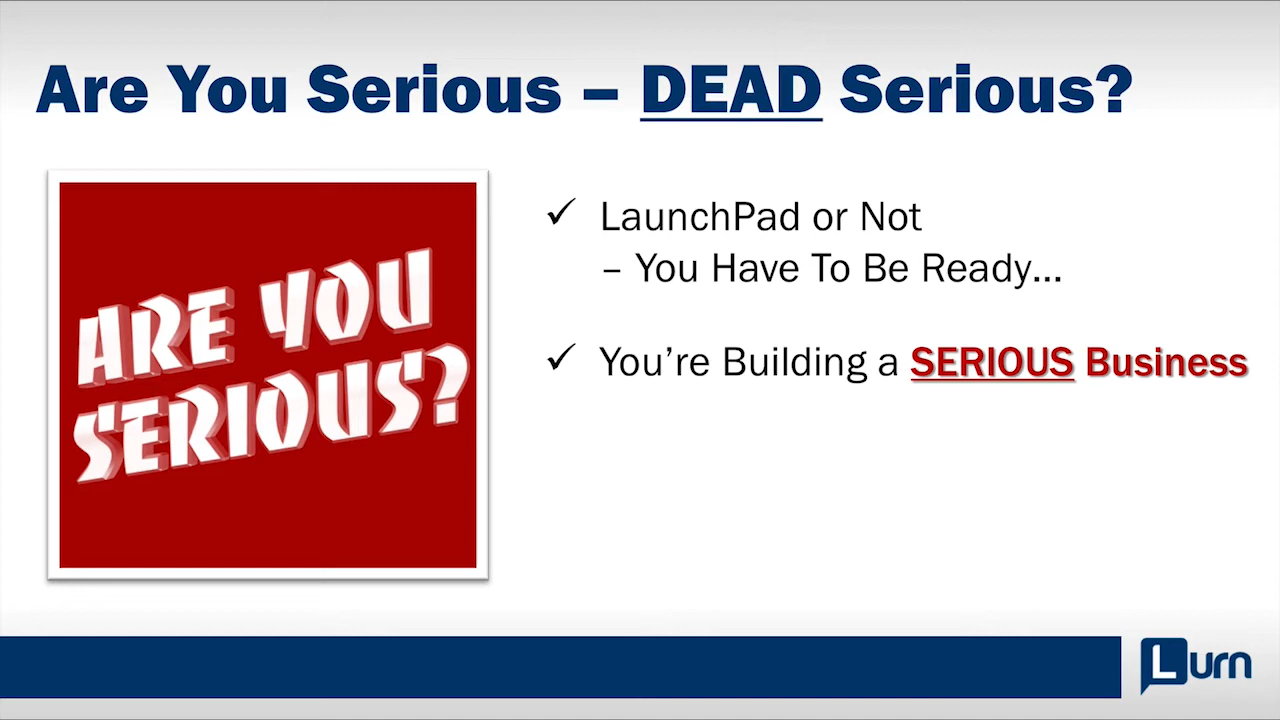 Are You Serious – DEAD Serious?
ARE YOU
SERIOUS?
✓ LaunchPad or Not
– You Have To Be Ready...
✓ You’re Building a SERIOUS Business
Lurn